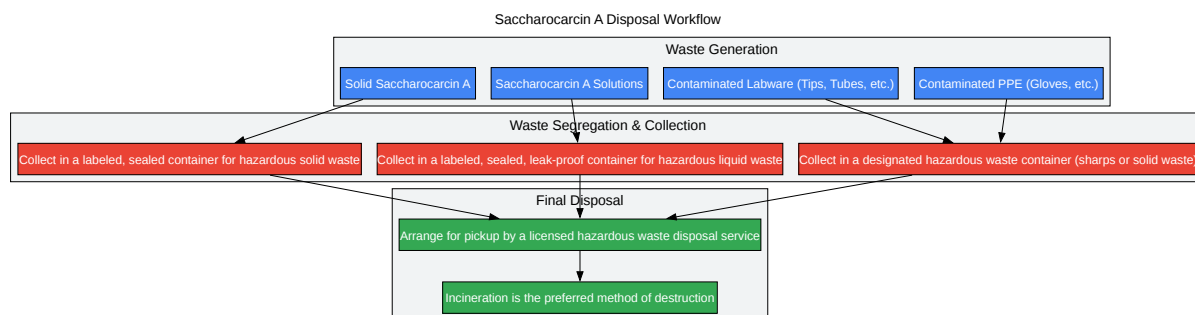 Saccharocarcin A Disposal Workflow
Waste Generation
Solid Saccharocarcin A
Saccharocarcin A Solutions
Contaminated Labware (Tips, Tubes, etc.)
Contaminated PPE (Gloves, etc.)
Waste Segregation & Collection
Collect in a labeled, sealed container for hazardous solid waste
Collect in a labeled, sealed, leak-proof container for hazardous liquid waste
Collect in a designated hazardous waste container (sharps or solid waste)
Final Disposal
Arrange for pickup by a licensed hazardous waste disposal service
Incineration is the preferred method of destruction